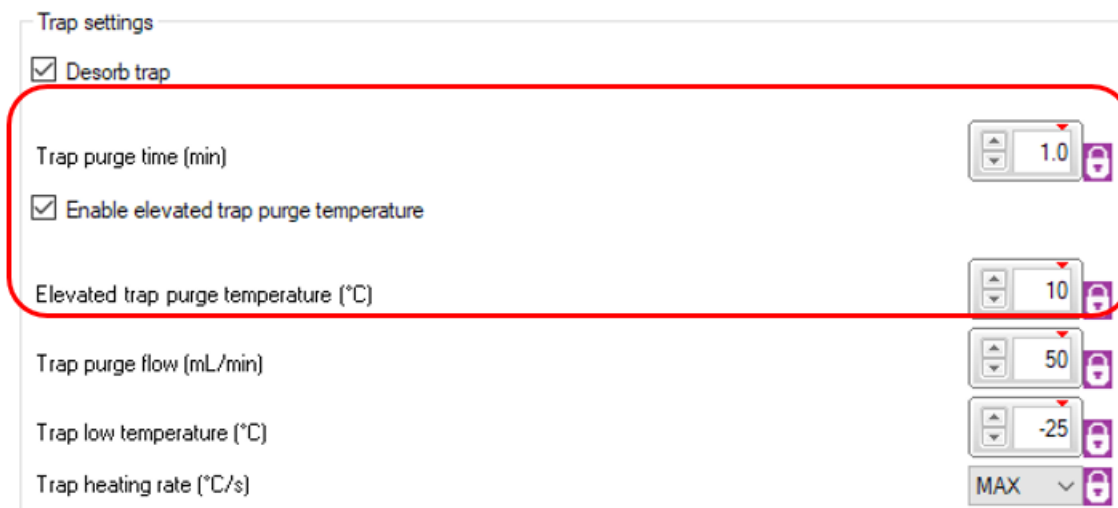 Trap settings
Desorb trap
Trap purge time (min) 1.0
Enable elevated trap purge temperature
Elevated trap purge temperature (°C) 10
Trap purge flow (mL/min) 50
Trap low temperature (°C) -25
Trap heating rate (°C/s) MAX